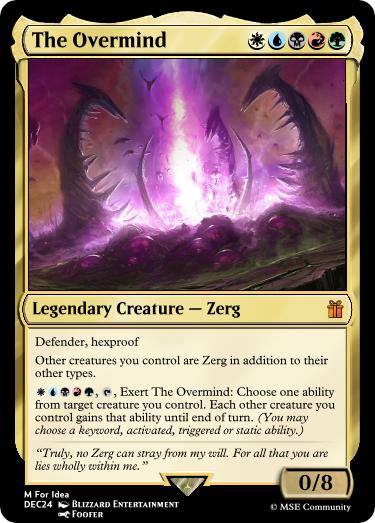 The Overmind
Legendary Creature — Zerg
Defender, hexproof
Other creatures you control are Zerg in addition to their
other types.
, , Exert The Overmind: Choose one ability
from target creature you control. Each other creature you
control gains that ability until end of turn. (You may
choose a keyword, activated, triggered or static ability.)
“Truly, no Zerg can stray from my will. For all that you are
lies wholly within me.”
0/8
M For Idea
DEC24 Blizzard Entertainment
Footer
© MSE Community